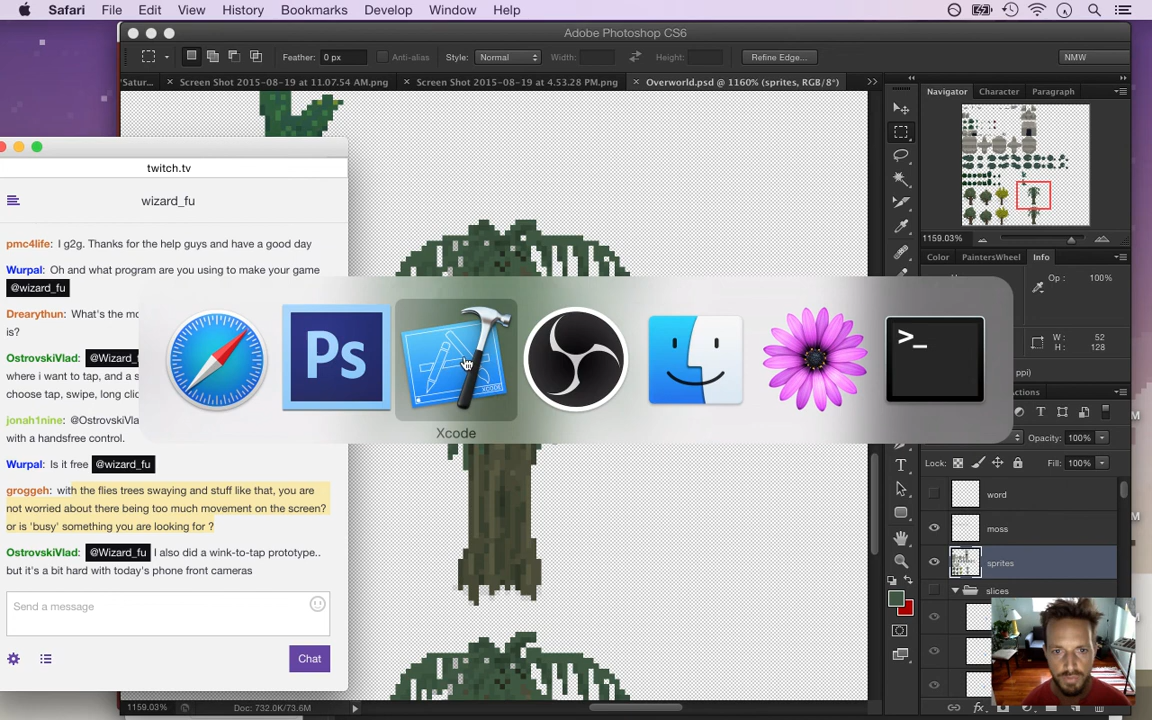 Safari File Edit View History Bookmarks Develop Window Help
Adobe Photoshop CS6
Feather: 0 px Anti-alias Style: Normal Width: Height: Refine Edge... NMW
'Satur... × Screen Shot 2015-08-19 at 11.07.54 AM.png × Screen Shot 2015-08-19 at 4.53.28 PM.png × Overworld.psd @ 1160% (sprites, RGB/8*) >>
Navigator Character Paragraph
twitch.tv
wizard_fu
pmc4life: I g2g. Thanks for the help guys and have a good day
Wurpal: Oh and what program are you using to make your game
@wizard_fu
Drearythun: What's the mo
is?
OstrovskiVlad: @Wizard_
where i want to tap, and a s
choose tap, swipe, long clic
jonah1nine: @OstrovskiVla
with a handsfree control.
Wurpal: Is it free @wizard_fu
groggeh: with the flies trees swaying and stuff like that, you are
not worried about there being too much movement on the screen?
or is 'busy' something you are looking for ?
OstrovskiVlad: @Wizard_fu I also did a wink-to-tap prototype..
but it's a bit hard with today's phone front cameras
Send a message
Chat
Ps
XCODE
>_
Xcode
1159.03%
Color PaintersWheel Info
Op : 100%
W : 52
H : 128
ppi)
ctions
Opacity: 100%
Lock: Fill: 100%
word
moss
sprites
slices
1159.03% Doc: 732.0K/73.6M